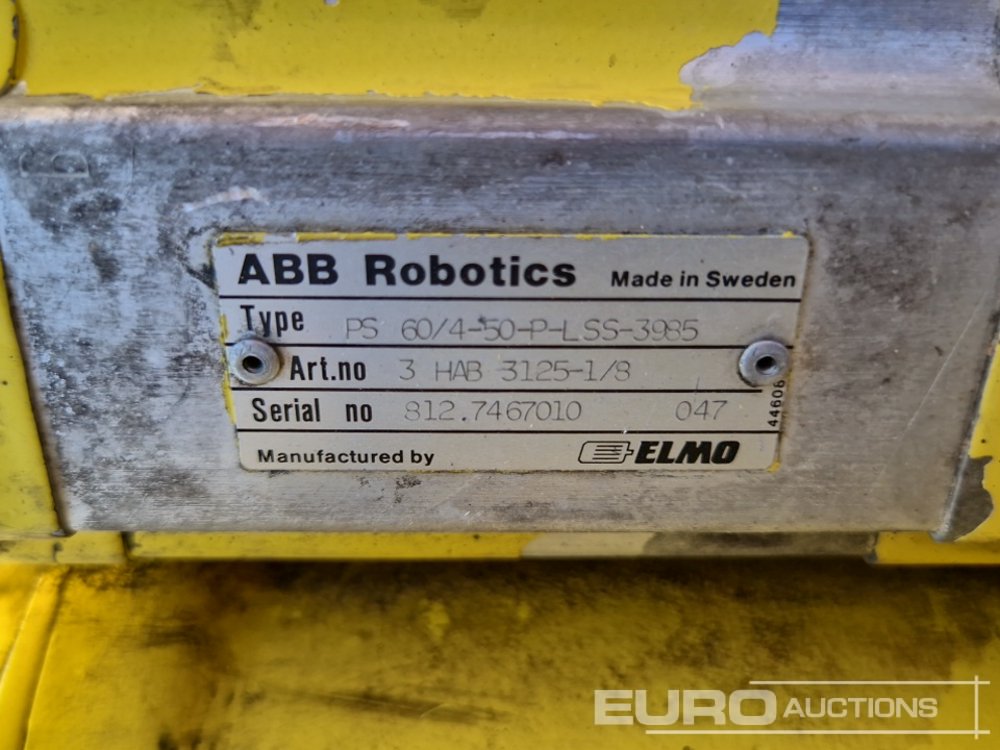 ABB Robotics Made in Sweden
Type PS 60/4-50-P-LSS-3985
Art.no 3 HAB 3125-1/8
Serial no 812.7467010 047
44606
Manufactured by ELMO
EURO AUCTIONS